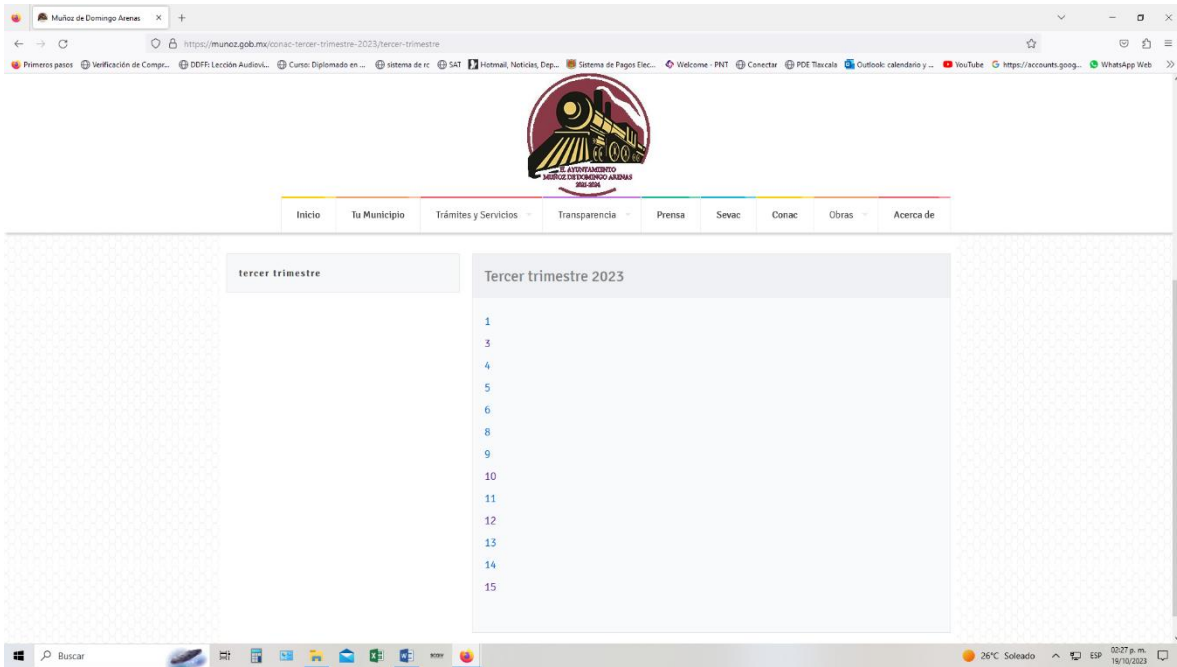 Muñoz de Domingo Arenas
https://munoz.gob.mx/conac-tercer-trimestre-2023/tercer-trimestre
Primeros pasos Verificación de Compr... DDFF: Lección Audiovi... Curso: Diplomado en ... sistema de rc SAT Hotmail, Noticias, Dep... Sistema de Pagos Elec... Welcome - PNT Conectar PDE Tlaxcala Outlook: calendario y ... YouTube https://accounts.goog... WhatsApp Web
EL AYUNTAMIENTO
MUÑOZ DE DOMINGO ARENAS
2021-2024
Inicio Tu Municipio Trámites y Servicios Transparencia Prensa Sevac Conac Obras Acerca de
tercer trimestre
Tercer trimestre 2023
1
3
4
5
6
8
9
10
11
12
13
14
15
Buscar
26°C Soleado ESP 02:27 p. m.
19/10/2023